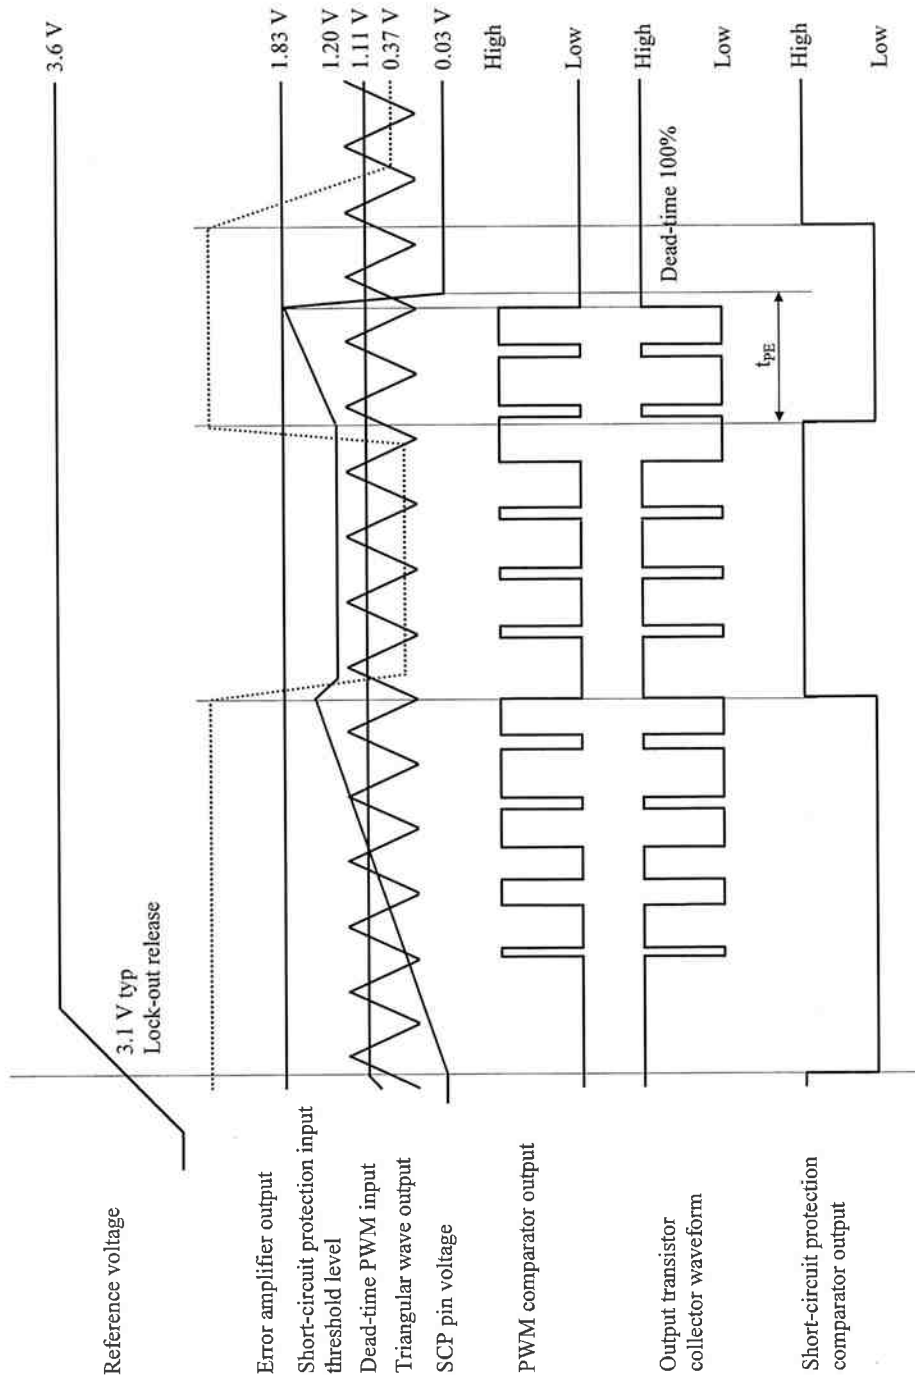 Reference voltage
3.1 V typ
Lock-out release
3.6 V
Error amplifier output
1.83 V
Short-circuit protection input
threshold level
1.20 V
Dead-time PWM input
1.11 V
Triangular wave output
0.37 V
SCP pin voltage
0.03 V
PWM comparator output
High
Low
Output transistor
collector waveform
High
Dead-time 100%
Low
tPE
Short-circuit protection
comparator output
High
Low